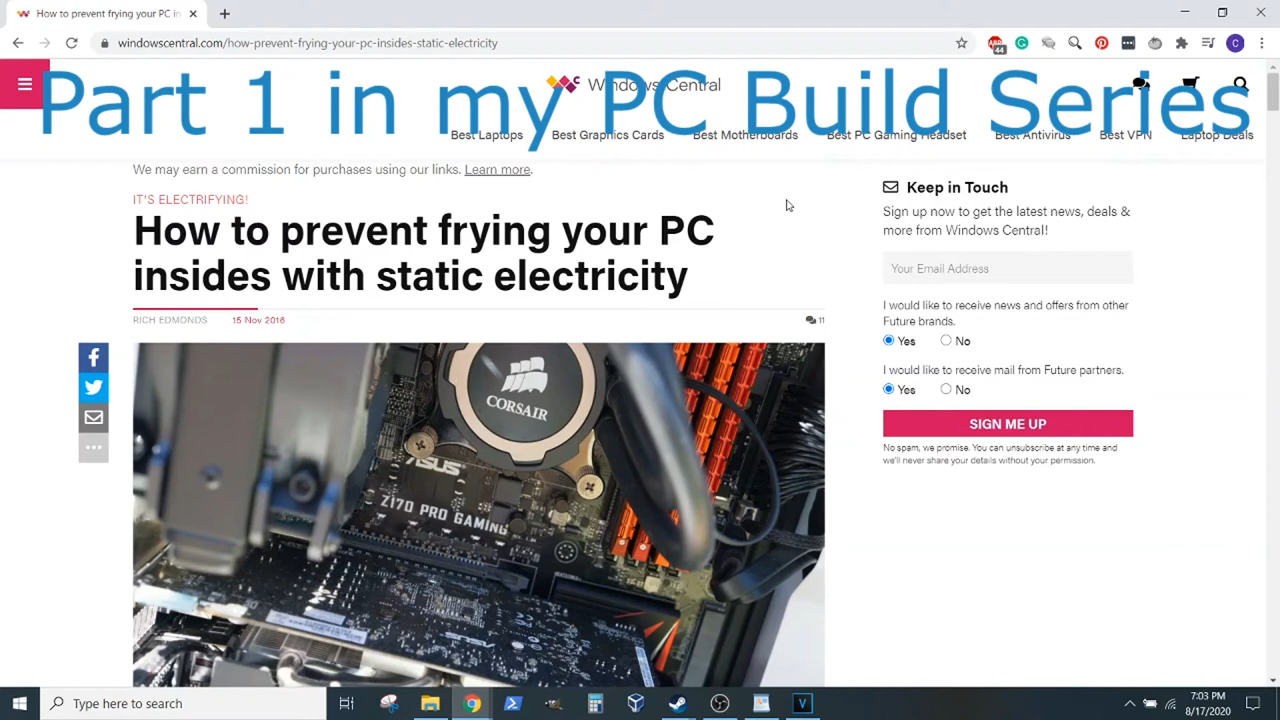 How to prevent frying your PC in
windowscentral.com/how-prevent-frying-your-pc-insides-static-electricity
44
C
Part 1 in my PC Build Series
Windows Central
Best Laptops Best Graphics Cards Best Motherboards Best PC Gaming Headset Best Antivirus Best VPN Laptop Deals
We may earn a commission for purchases using our links. Learn more.
IT'S ELECTRIFYING!
How to prevent frying your PC
insides with static electricity
RICH EDMONDS 15 Nov 2016
11
CORSAIR
ASUS
Z170 PRO GAMING
ASUS
Keep in Touch
Sign up now to get the latest news, deals &
more from Windows Central!
Your Email Address
I would like to receive news and offers from other
Future brands.
Yes No
I would like to receive mail from Future partners.
Yes No
SIGN ME UP
No spam, we promise. You can unsubscribe at any time and
we'll never share your details without your permission.
Type here to search
V
7:03 PM
8/17/2020